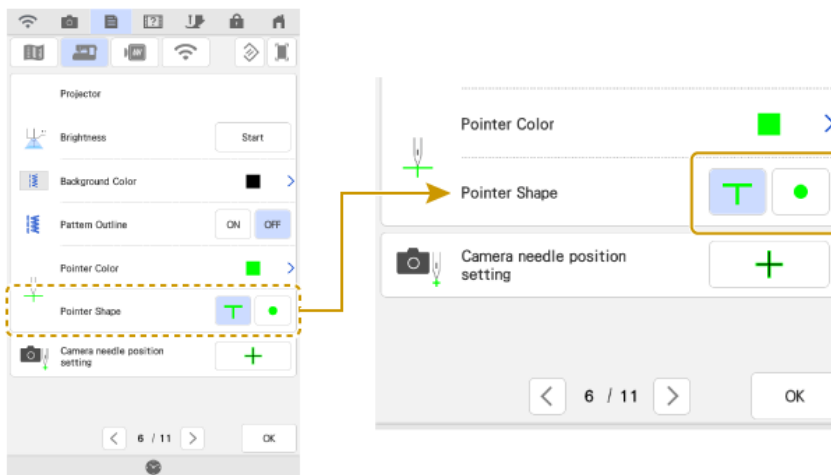 Projector
Brightness
Start
Background Color
Pattern Outline
ON
OFF
Pointer Color
Pointer Shape
Camera needle position
setting
6 / 11
OK
Pointer Color
Pointer Shape
Camera needle position
setting
6 / 11
OK